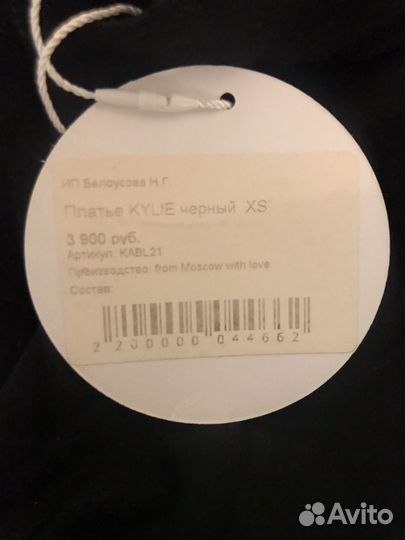 ИП Белоусова Н.Г.
Платье KYLIE черный XS
3 900 руб.
Артикул: KABL21
Производство: from Moscow with love
Состав:
2 200000 044662
Avito